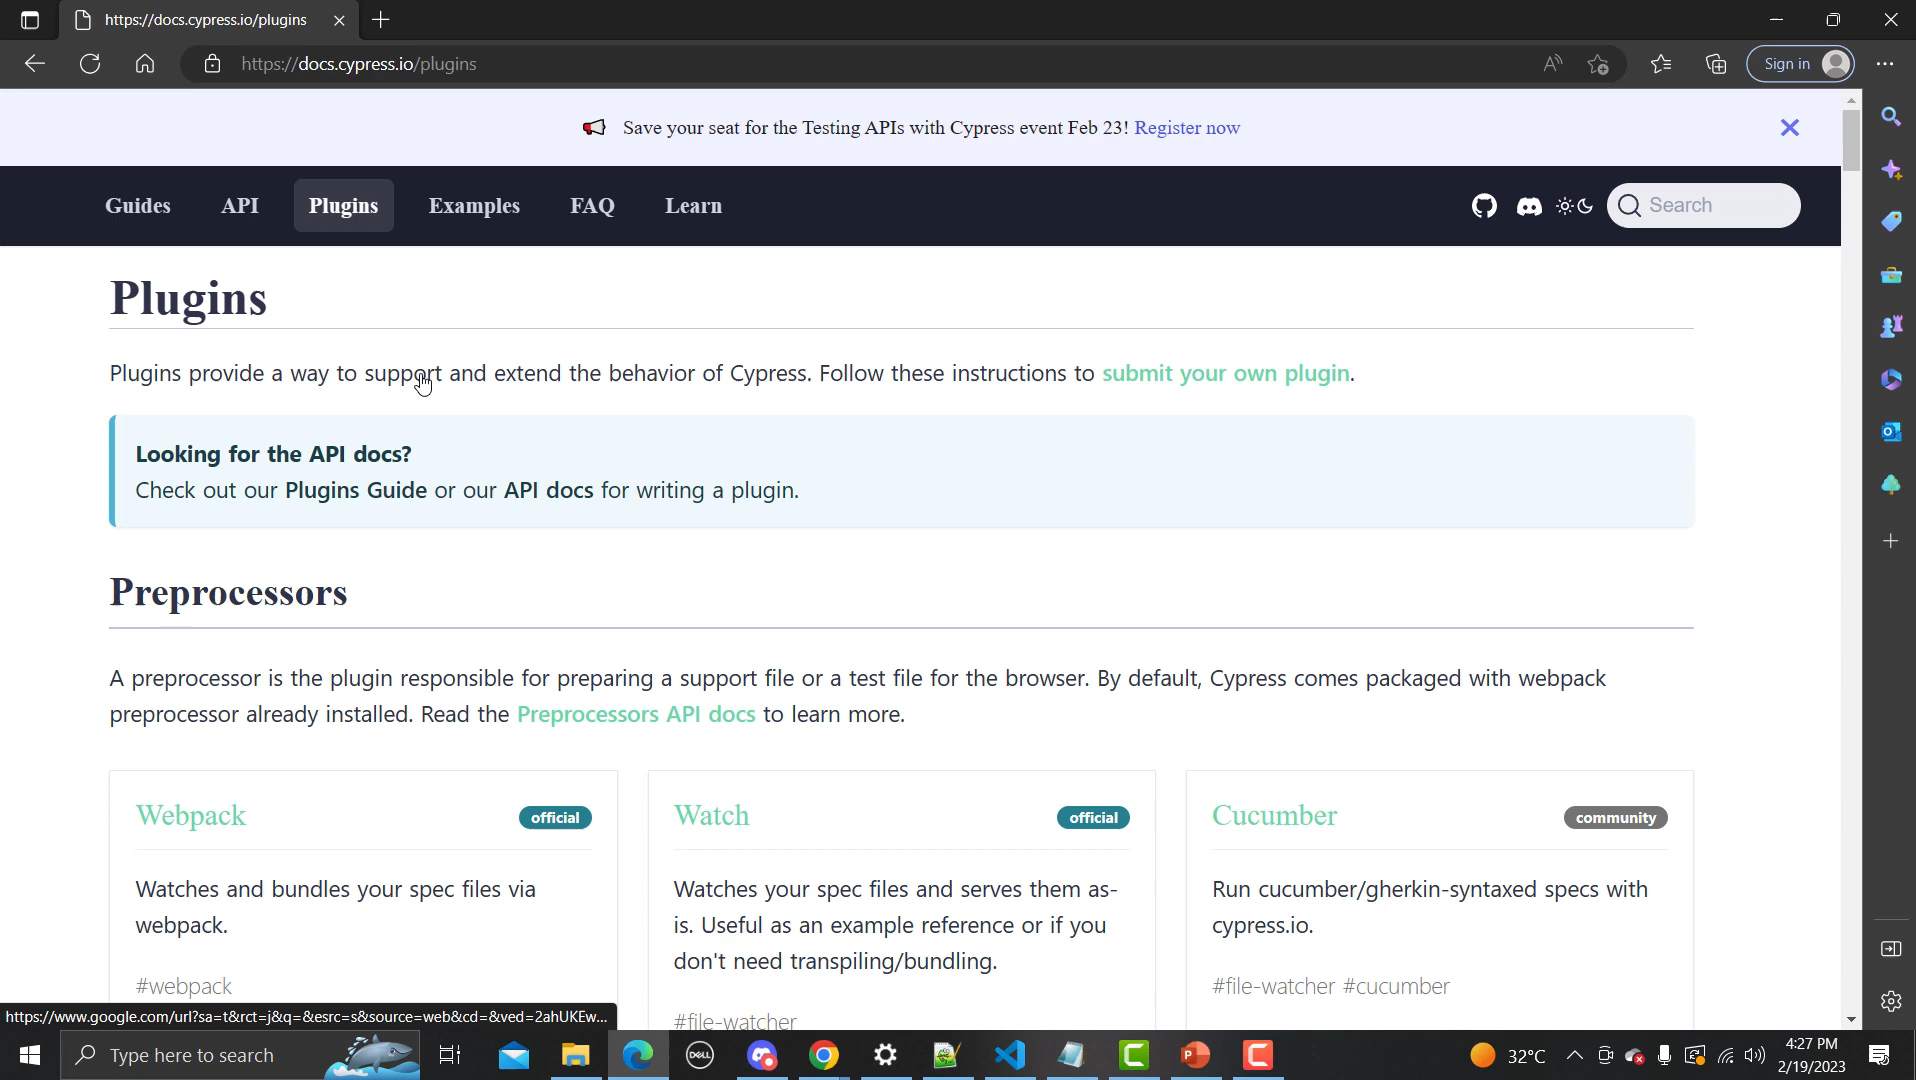 https://docs.cypress.io/plugins
https://docs.cypress.io/plugins
Sign in
Save your seat for the Testing APIs with Cypress event Feb 23! Register now
Guides API Plugins Examples FAQ Learn
Search
Plugins
Plugins provide a way to support and extend the behavior of Cypress. Follow these instructions to submit your own plugin.
Looking for the API docs?
Check out our Plugins Guide or our API docs for writing a plugin.
Preprocessors
A preprocessor is the plugin responsible for preparing a support file or a test file for the browser. By default, Cypress comes packaged with webpack
preprocessor already installed. Read the Preprocessors API docs to learn more.
Webpack
official
Watches and bundles your spec files via
webpack.
#webpack
Watch
official
Watches your spec files and serves them as-
is. Useful as an example reference or if you
don't need transpiling/bundling.
#file-watcher
Cucumber
community
Run cucumber/gherkin-syntaxed specs with
cypress.io.
#file-watcher #cucumber
https://www.google.com/url?sa=t&rct=j&q=&esrc=s&source=web&cd=&ved=2ahUKEw...
Type here to search
DELL
32°C
4:27 PM
2/19/2023